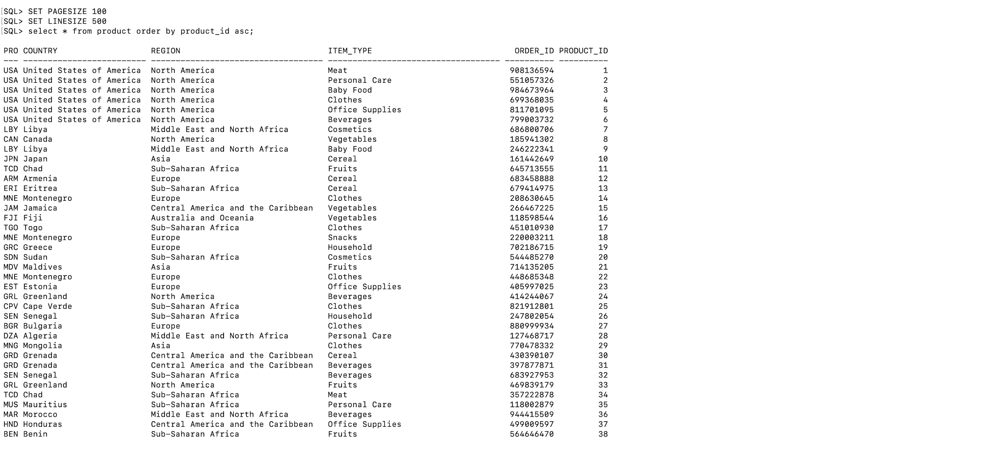 [SQL> SET PAGESIZE 100
[SQL> SET LINESIZE 500
[SQL> select * from product order by product_id asc;
PRO COUNTRY                   REGION                              ITEM_TYPE                             ORDER_ID PRODUCT_ID
--- ------------------------- ----------------------------------- ----------------------------------- ---------- ----------
USA United States of America  North America                       Meat                                 908136594          1
USA United States of America  North America                       Personal Care                        551057326          2
USA United States of America  North America                       Baby Food                            984673964          3
USA United States of America  North America                       Clothes                              699368035          4
USA United States of America  North America                       Office Supplies                      811701095          5
USA United States of America  North America                       Beverages                            799003732          6
LBY Libya                     Middle East and North Africa        Cosmetics                            686800706          7
CAN Canada                    North America                       Vegetables                           185941302          8
LBY Libya                     Middle East and North Africa        Baby Food                            246222341          9
JPN Japan                     Asia                                Cereal                               161442649         10
TCD Chad                      Sub-Saharan Africa                  Fruits                               645713555         11
ARM Armenia                   Europe                              Cereal                               683458888         12
ERI Eritrea                   Sub-Saharan Africa                  Cereal                               679414975         13
MNE Montenegro                Europe                              Clothes                              208630645         14
JAM Jamaica                   Central America and the Caribbean   Vegetables                           266467225         15
FJI Fiji                      Australia and Oceania               Vegetables                           118598544         16
TGO Togo                      Sub-Saharan Africa                  Clothes                              451010930         17
MNE Montenegro                Europe                              Snacks                               220003211         18
GRC Greece                    Europe                              Household                            702186715         19
SDN Sudan                     Sub-Saharan Africa                  Cosmetics                            544485270         20
MDV Maldives                  Asia                                Fruits                               714135205         21
MNE Montenegro                Europe                              Clothes                              448685348         22
EST Estonia                   Europe                              Office Supplies                      405997025         23
GRL Greenland                 North America                       Beverages                            414244067         24
CPV Cape Verde                Sub-Saharan Africa                  Clothes                              821912801         25
SEN Senegal                   Sub-Saharan Africa                  Household                            247802054         26
BGR Bulgaria                  Europe                              Clothes                              880999934         27
DZA Algeria                   Middle East and North Africa        Personal Care                        127468717         28
MNG Mongolia                  Asia                                Clothes                              770478332         29
GRD Grenada                   Central America and the Caribbean   Cereal                               430390107         30
GRD Grenada                   Central America and the Caribbean   Beverages                            397877871         31
SEN Senegal                   Sub-Saharan Africa                  Beverages                            683927953         32
GRL Greenland                 North America                       Fruits                               469839179         33
TCD Chad                      Sub-Saharan Africa                  Meat                                 357222878         34
MUS Mauritius                 Sub-Saharan Africa                  Personal Care                        118002879         35
MAR Morocco                   Middle East and North Africa        Beverages                            944415509         36
HND Honduras                  Central America and the Caribbean   Office Supplies                      499009597         37
BEN Benin                     Sub-Saharan Africa                  Fruits                               564646470         38